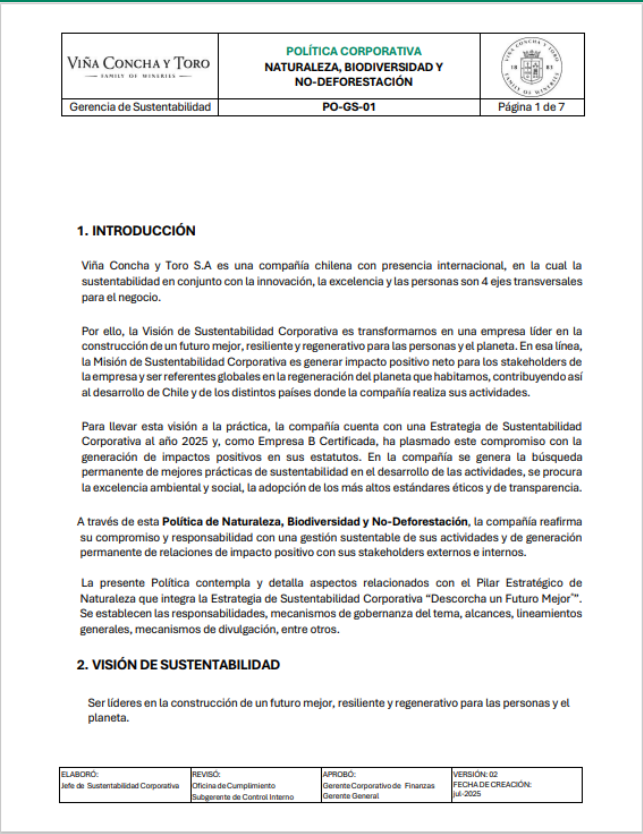 VIÑA CONCHA Y TORO
FAMILY OF WINERIES
POLÍTICA CORPORATIVA
NATURALEZA, BIODIVERSIDAD Y
NO-DEFORESTACIÓN
VIÑA CONCHA Y TORO
1883
FAMILY OF WINERIES
Gerencia de Sustentabilidad
PO-GS-01
Página 1 de 7
1. INTRODUCCIÓN
Viña Concha y Toro S.A es una compañía chilena con presencia internacional, en la cual la
sustentabilidad en conjunto con la innovación, la excelencia y las personas son 4 ejes transversales
para el negocio.
Por ello, la Visión de Sustentabilidad Corporativa es transformarnos en una empresa líder en la
construcción de un futuro mejor, resiliente y regenerativo para las personas y el planeta. En esa línea,
la Misión de Sustentabilidad Corporativa es generar impacto positivo neto para los stakeholders de
la empresa y ser referentes globales en la regeneración del planeta que habitamos, contribuyendo así
al desarrollo de Chile y de los distintos países donde la compañía realiza sus actividades.
Para llevar esta visión a la práctica, la compañía cuenta con una Estrategia de Sustentabilidad
Corporativa al año 2025 y, como Empresa B Certificada, ha plasmado este compromiso con la
generación de impactos positivos en sus estatutos. En la compañía se genera la búsqueda
permanente de mejores prácticas de sustentabilidad en el desarrollo de las actividades, se procura
la excelencia ambiental y social, la adopción de los más altos estándares éticos y de transparencia.
A través de esta Política de Naturaleza, Biodiversidad y No-Deforestación, la compañía reafirma
su compromiso y responsabilidad con una gestión sustentable de sus actividades y de generación
permanente de relaciones de impacto positivo con sus stakeholders externos e internos.
La presente Política contempla y detalla aspectos relacionados con el Pilar Estratégico de
Naturaleza que integra la Estrategia de Sustentabilidad Corporativa “Descorcha un Futuro Mejor™”.
Se establecen las responsabilidades, mecanismos de gobernanza del tema, alcances, lineamientos
generales, mecanismos de divulgación, entre otros.
2. VISIÓN DE SUSTENTABILIDAD
Ser líderes en la construcción de un futuro mejor, resiliente y regenerativo para las personas y el
planeta.
ELABORÓ:
Jefe de Sustentabilidad Corporativa
REVISÓ:
Oficina de Cumplimiento
Subgerente de Control Interno
APROBÓ:
Gerente Corporativo de Finanzas
Gerente General
VERSIÓN: 02
FECHA DE CREACIÓN:
jul-2025